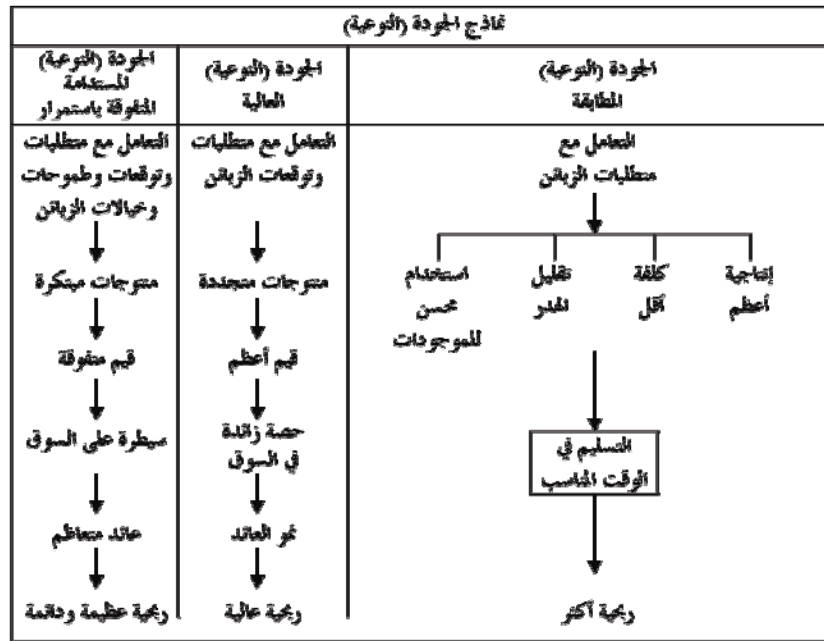 نماذج الجودة (النوعية)
الجودة (النوعية)
المطابقة
التعامل مع
متطلبات الزبائن
إنتاجية
أعظم
كلفة
أقل
تقليل
الهدر
استخدام
محسن
للموجودات
التسليم في
الوقت المناسب
ربحية أكثر
الجودة (النوعية)
العالية
التعامل مع متطلبات
وتوقعات الزبائن
منتوجات متجددة
قيم أعظم
حصة زائدة
في السوق
نمو العائد
ربحية عالية
الجودة (النوعية)
المستدامة
المتفوقة باستمرار
التعامل مع متطلبات
وتوقعات وطموحات
وخيالات الزبائن
منتوجات مبتكرة
قيم متفوقة
سيطرة على السوق
عائد متعاظم
ربحية عظيمة ودائمة